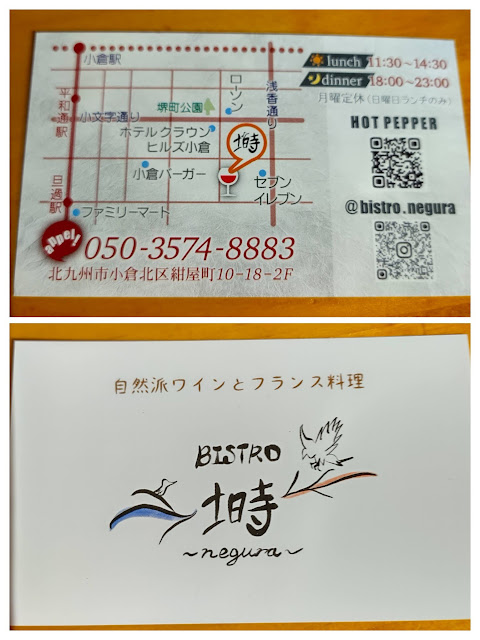 小倉駅
lunch 11:30~14:30
dinner 18:00~23:00
月曜定休(日曜日ランチのみ)
平和通駅
小文字通り
堺町公園
ローソン
浅香通り
ホテルクラウン
ヒルズ小倉
塒
小倉バーガー
セブン
イレブン
旦過駅
ファミリーマート
HOT PEPPER
@bistro.negura
appel!
050-3574-8883
北九州市小倉北区紺屋町10-18-2F
自然派ワインとフランス料理
BISTRO
塒
~negura~